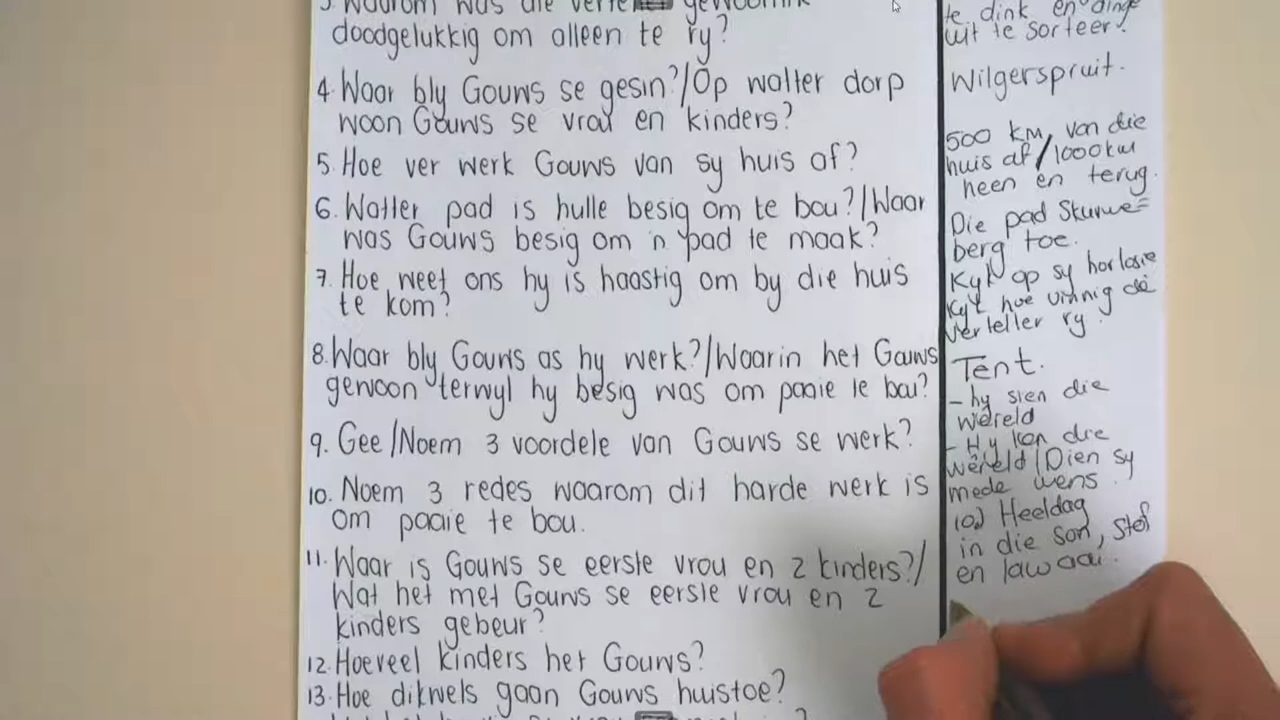 3. Waarom was die verteller gewoonlik
doodgelukkig om alleen te ry?
4. Waar bly Gouws se gesin?/Op watter dorp
woon Gouws se vrou en kinders?
5. Hoe ver werk Gouws van sy huis af?
6. Watter pad is hulle besig om te bou?/Waar
was Gouws besig om 'n pad te maak?
7. Hoe weet ons hy is haastig om by die huis
te kom?
8. Waar bly Gouws as hy werk?/Waarin het Gouws
gewoon terwyl hy besig was om paaie te bou?
9. Gee/Noem 3 voordele van Gouws se werk?
10. Noem 3 redes waarom dit harde werk is
om paaie te bou.
11. Waar is Gouws se eerste vrou en 2 kinders?/
Wat het met Gouws se eerste vrou en 2
kinders gebeur?
12. Hoeveel kinders het Gouws?
13. Hoe dikwels gaan Gouws huistoe?
te dink en dinge
uit te sorteer.
Wilgerspruit.
500 km van die
huis af/1000km
heen en terug.
Die pad Skurwe=
berg toe.
Kyk op sy horlosie
Kyk hoe vinnig die
verteller ry.
Tent.
- hy sien die
wêreld
- Hy kan die
wêreld/Dien sy
mede mens.
10) Heeldag
in die son, stof
en lawaai.